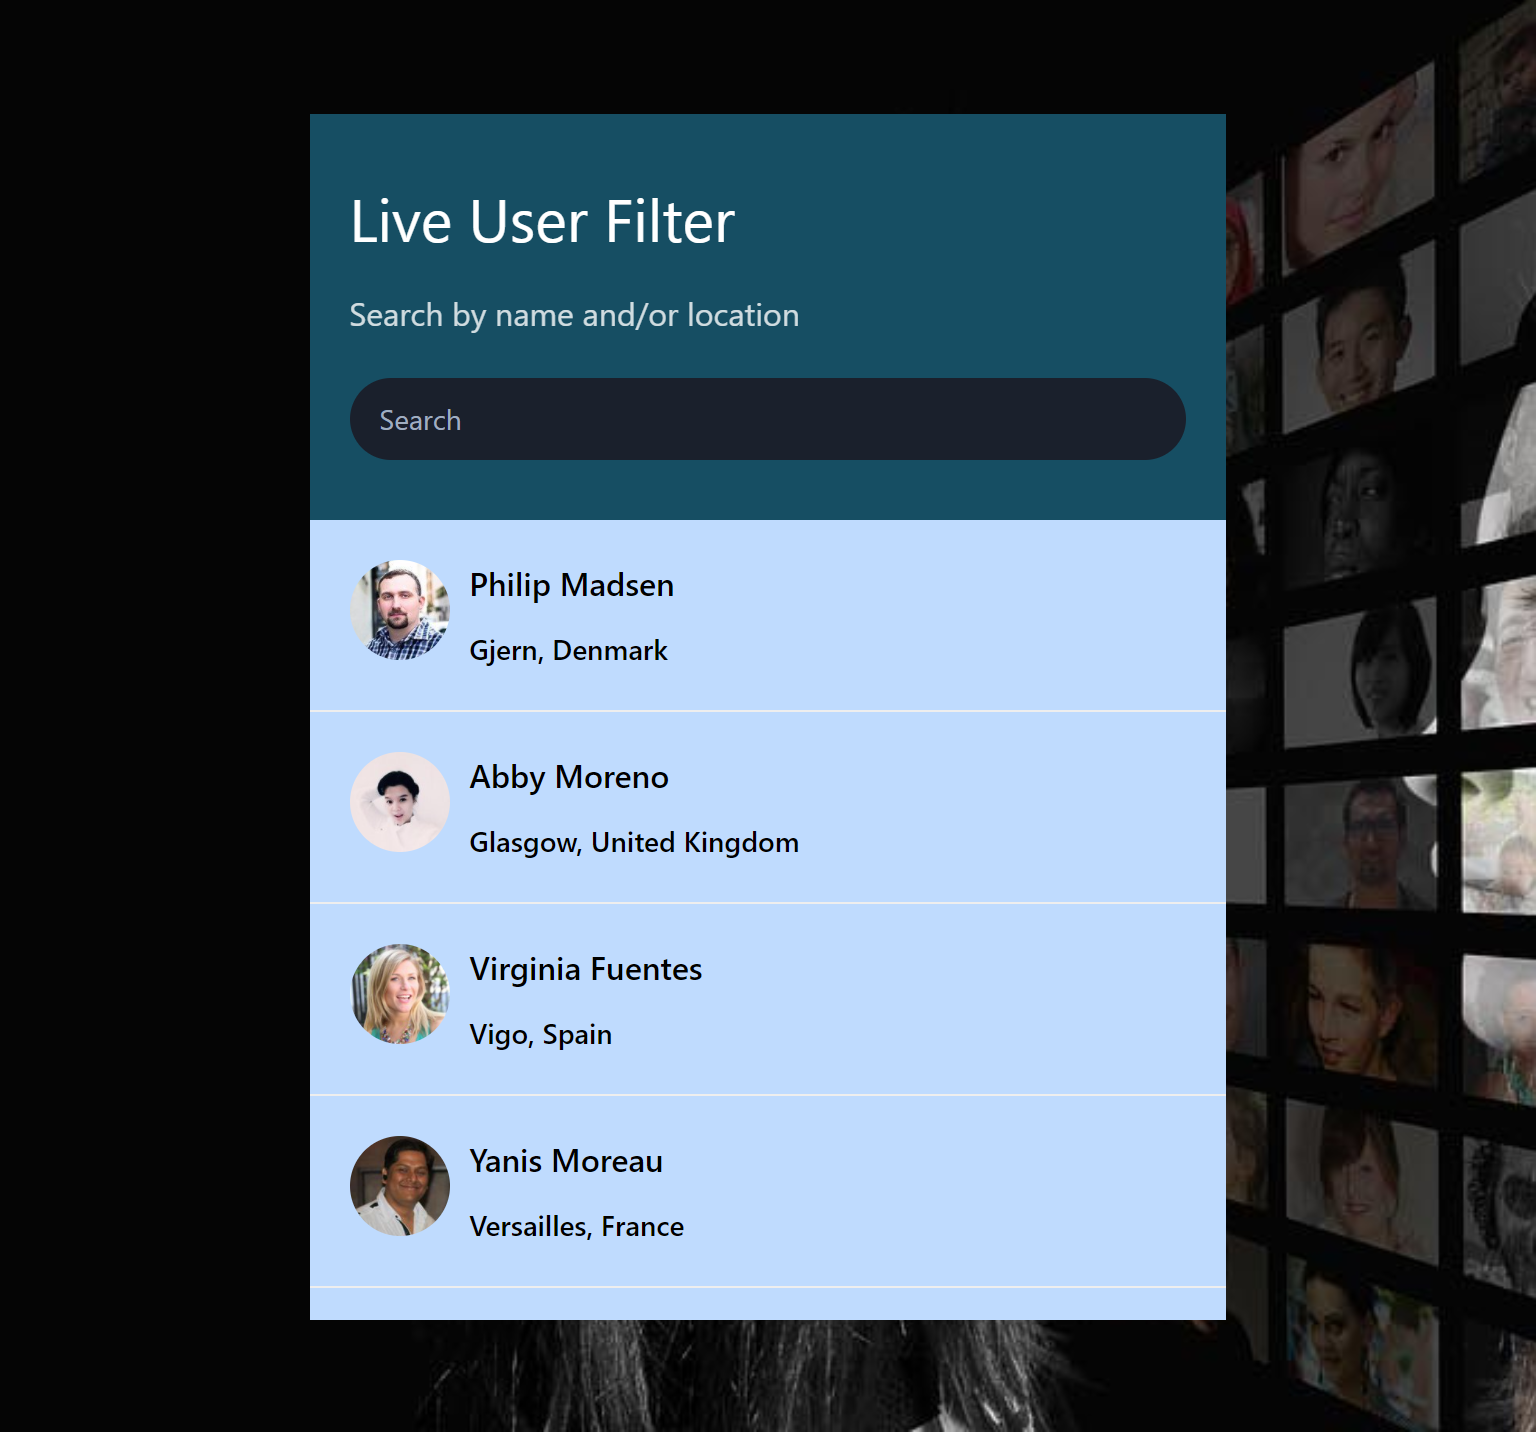 Live User Filter
Search by name and/or location
Search
Philip Madsen
Gjern, Denmark
Abby Moreno
Glasgow, United Kingdom
Virginia Fuentes
Vigo, Spain
Yanis Moreau
Versailles, France